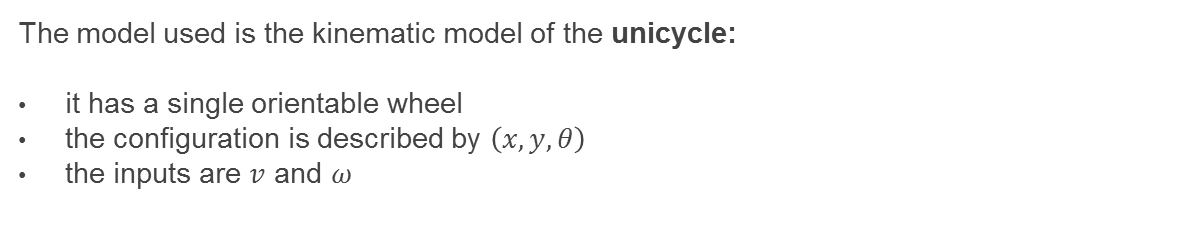 The model used is the kinematic model of the unicycle:
• it has a single orientable wheel
• the configuration is described by (x, y, θ)
• the inputs are v and ω